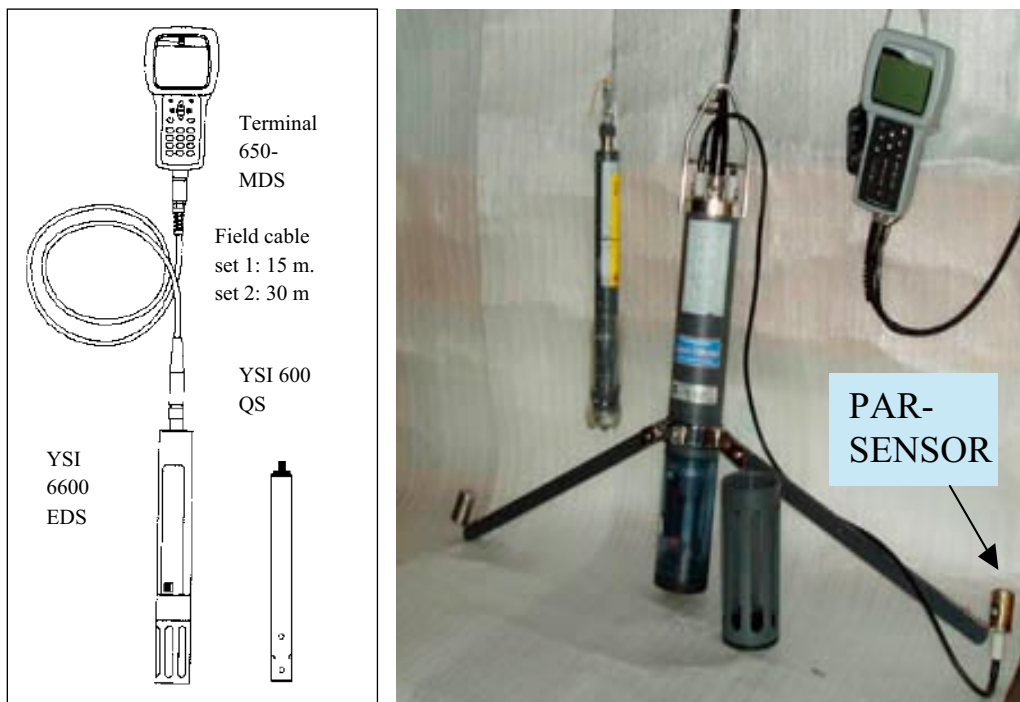 Terminal
650-
MDS
Field cable
set 1: 15 m.
set 2: 30 m
YSI 600
QS
YSI
6600
EDS
PAR-
SENSOR